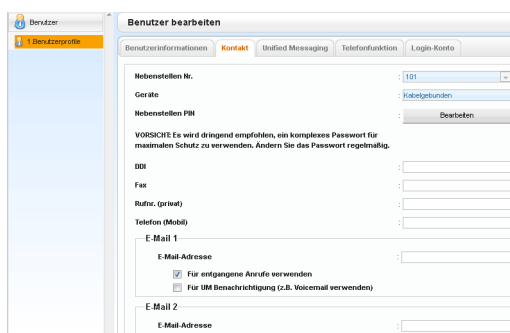 Benutzer
1.Benutzerprofile
Benutzer bearbeiten
Benutzerinformationen Kontakt Unified Messaging Telefonfunktion Login-Konto
Nebenstellen Nr. : 101
Geräte : Kabelgebunden
Nebenstellen PIN : Bearbeiten
VORSICHT: Es wird dringend empfohlen, ein komplexes Passwort für
maximalen Schutz zu verwenden. Ändern Sie das Passwort regelmäßig.
DDI :
Fax :
Rufnr. (privat) :
Telefon (Mobil) :
E-Mail 1
E-Mail-Adresse :
Für entgangene Anrufe verwenden
Für UM Benachrichtigung (z.B. Voicemail verwenden)
E-Mail 2
E-Mail-Adresse :